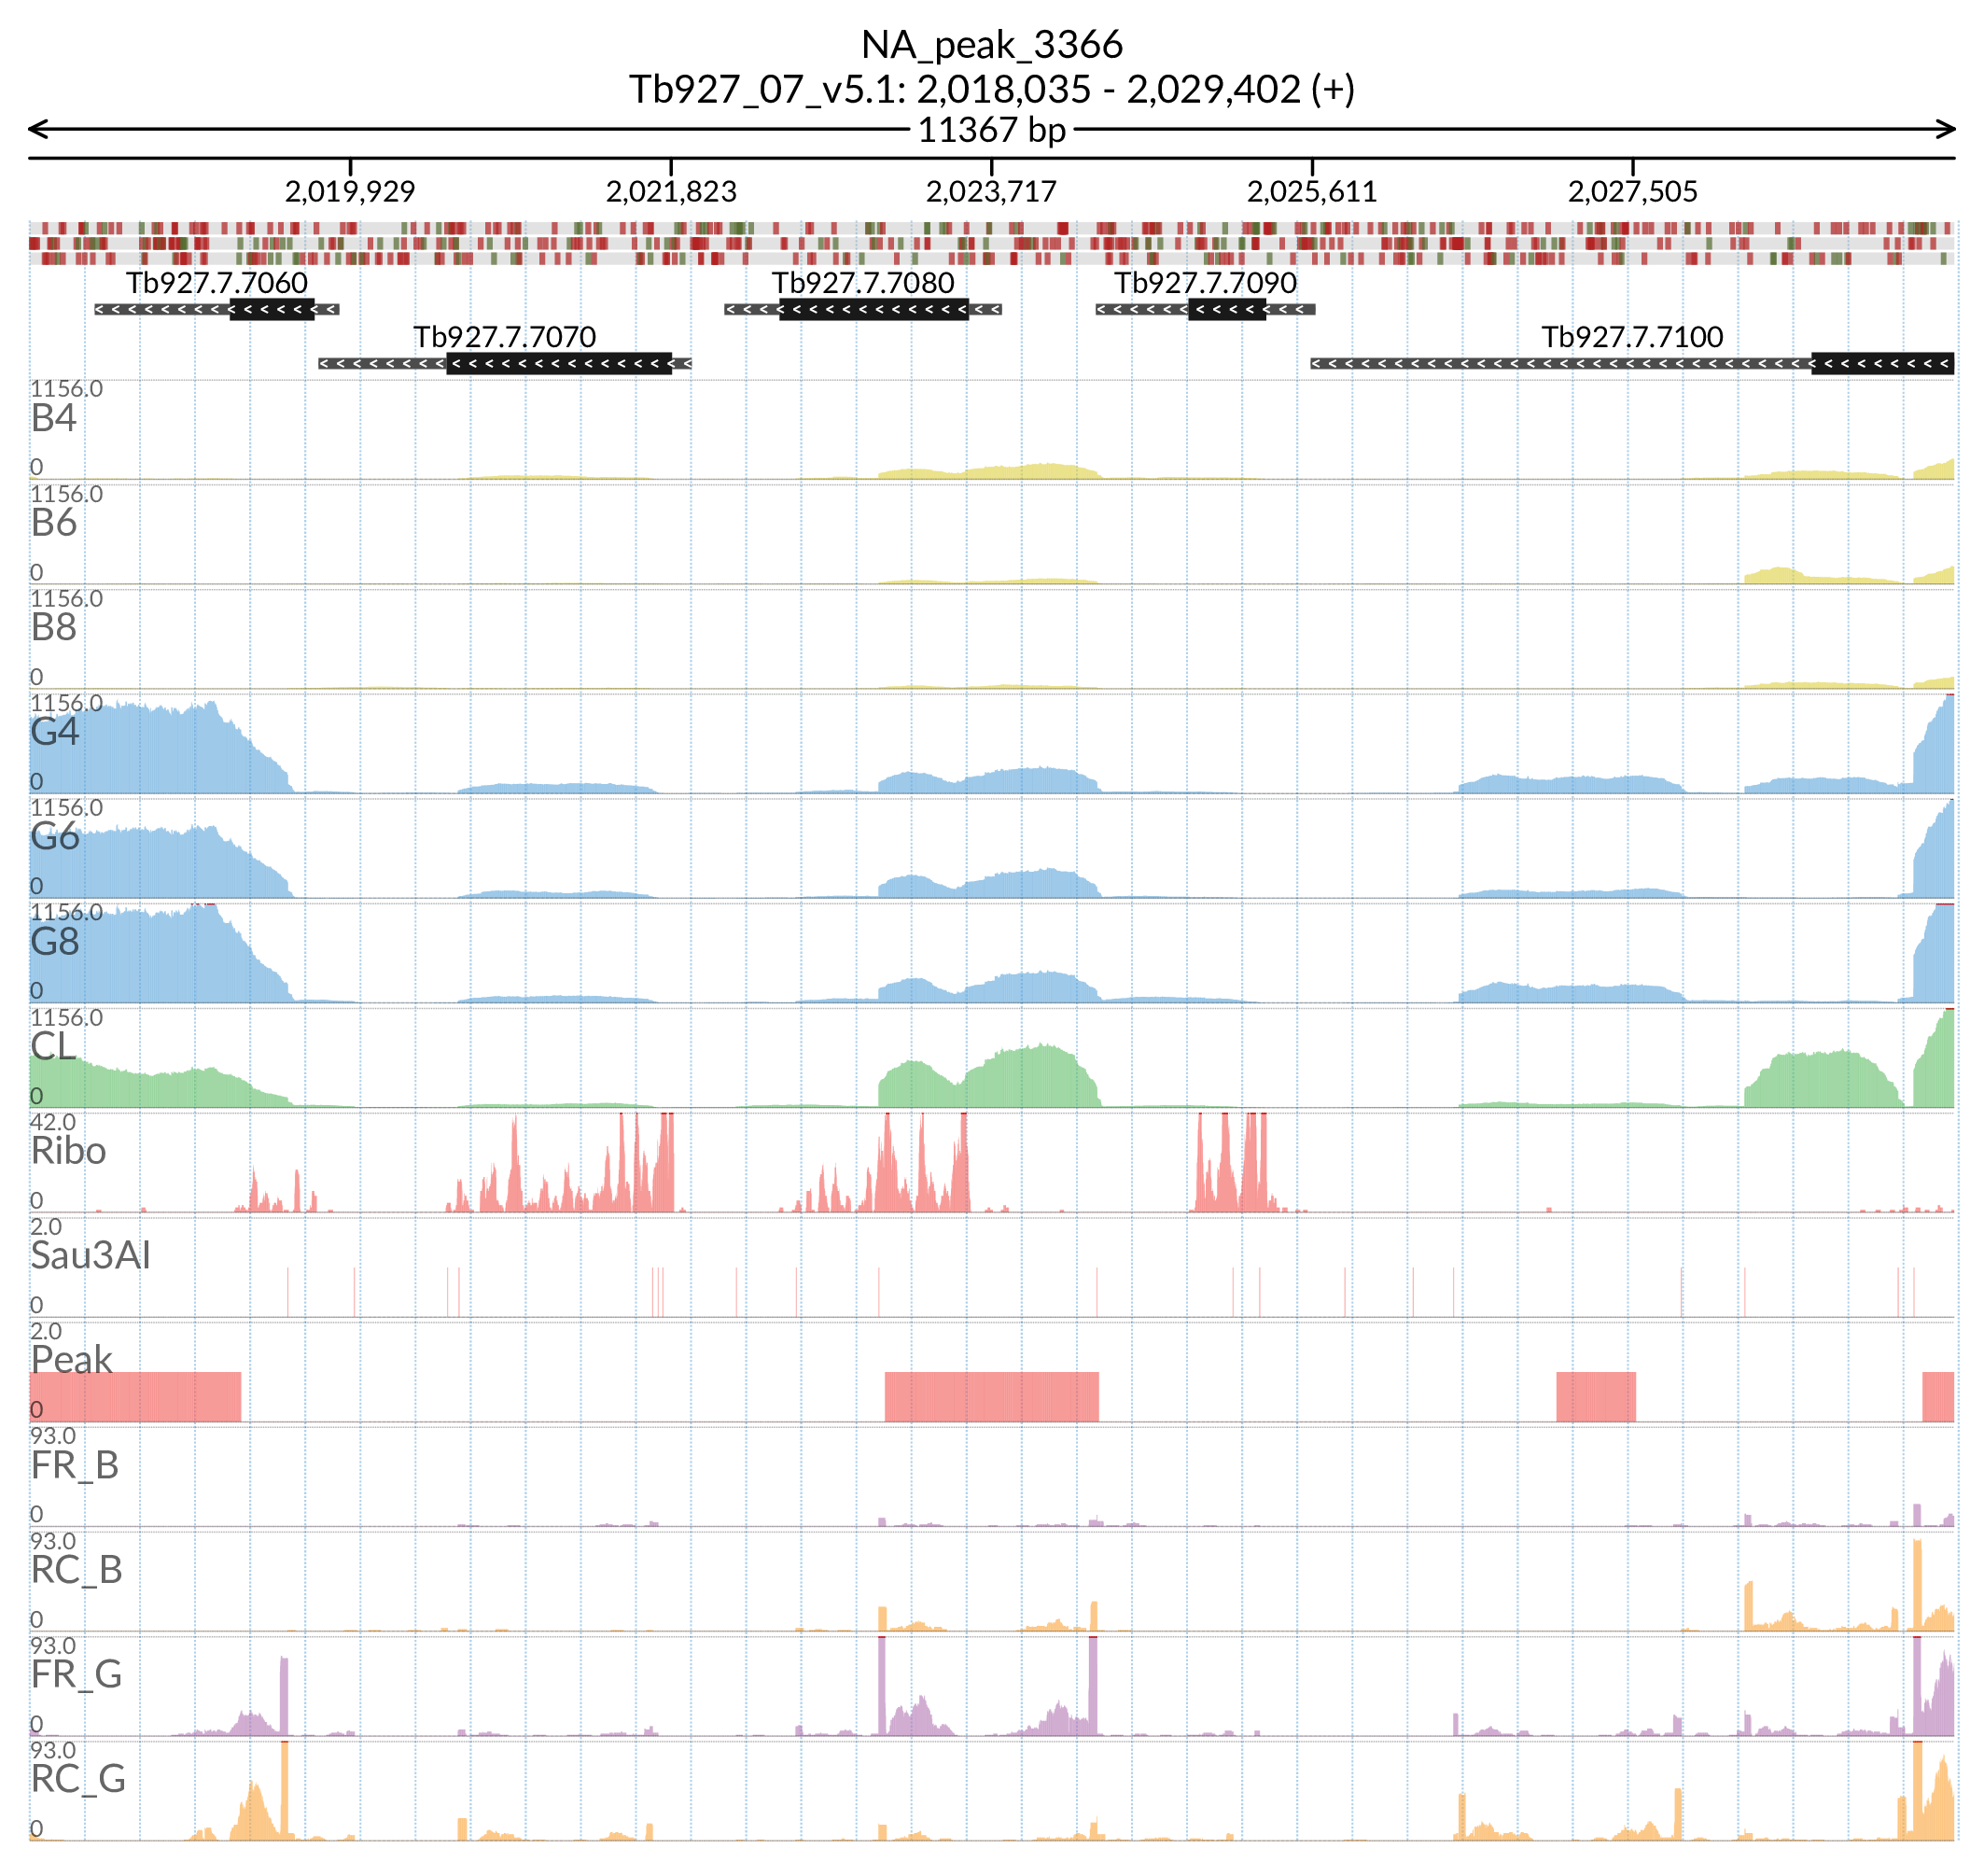 NA_peak_3366
Tb927_07_v5.1: 2,018,035 - 2,029,402 (+)
11367 bp
2,019,929 2,021,823 2,023,717 2,025,611 2,027,505
Tb927.7.7060 Tb927.7.7080 Tb927.7.7090
Tb927.7.7070 Tb927.7.7100
1156.0
B4
0
1156.0
B6
0
1156.0
B8
0
1156.0
G4
0
1156.0
G6
0
1156.0
G8
0
1156.0
CL
0
42.0
Ribo
0
2.0
Sau3AI
0
2.0
Peak
0
93.0
FR_B
0
93.0
RC_B
0
93.0
FR_G
0
93.0
RC_G
0